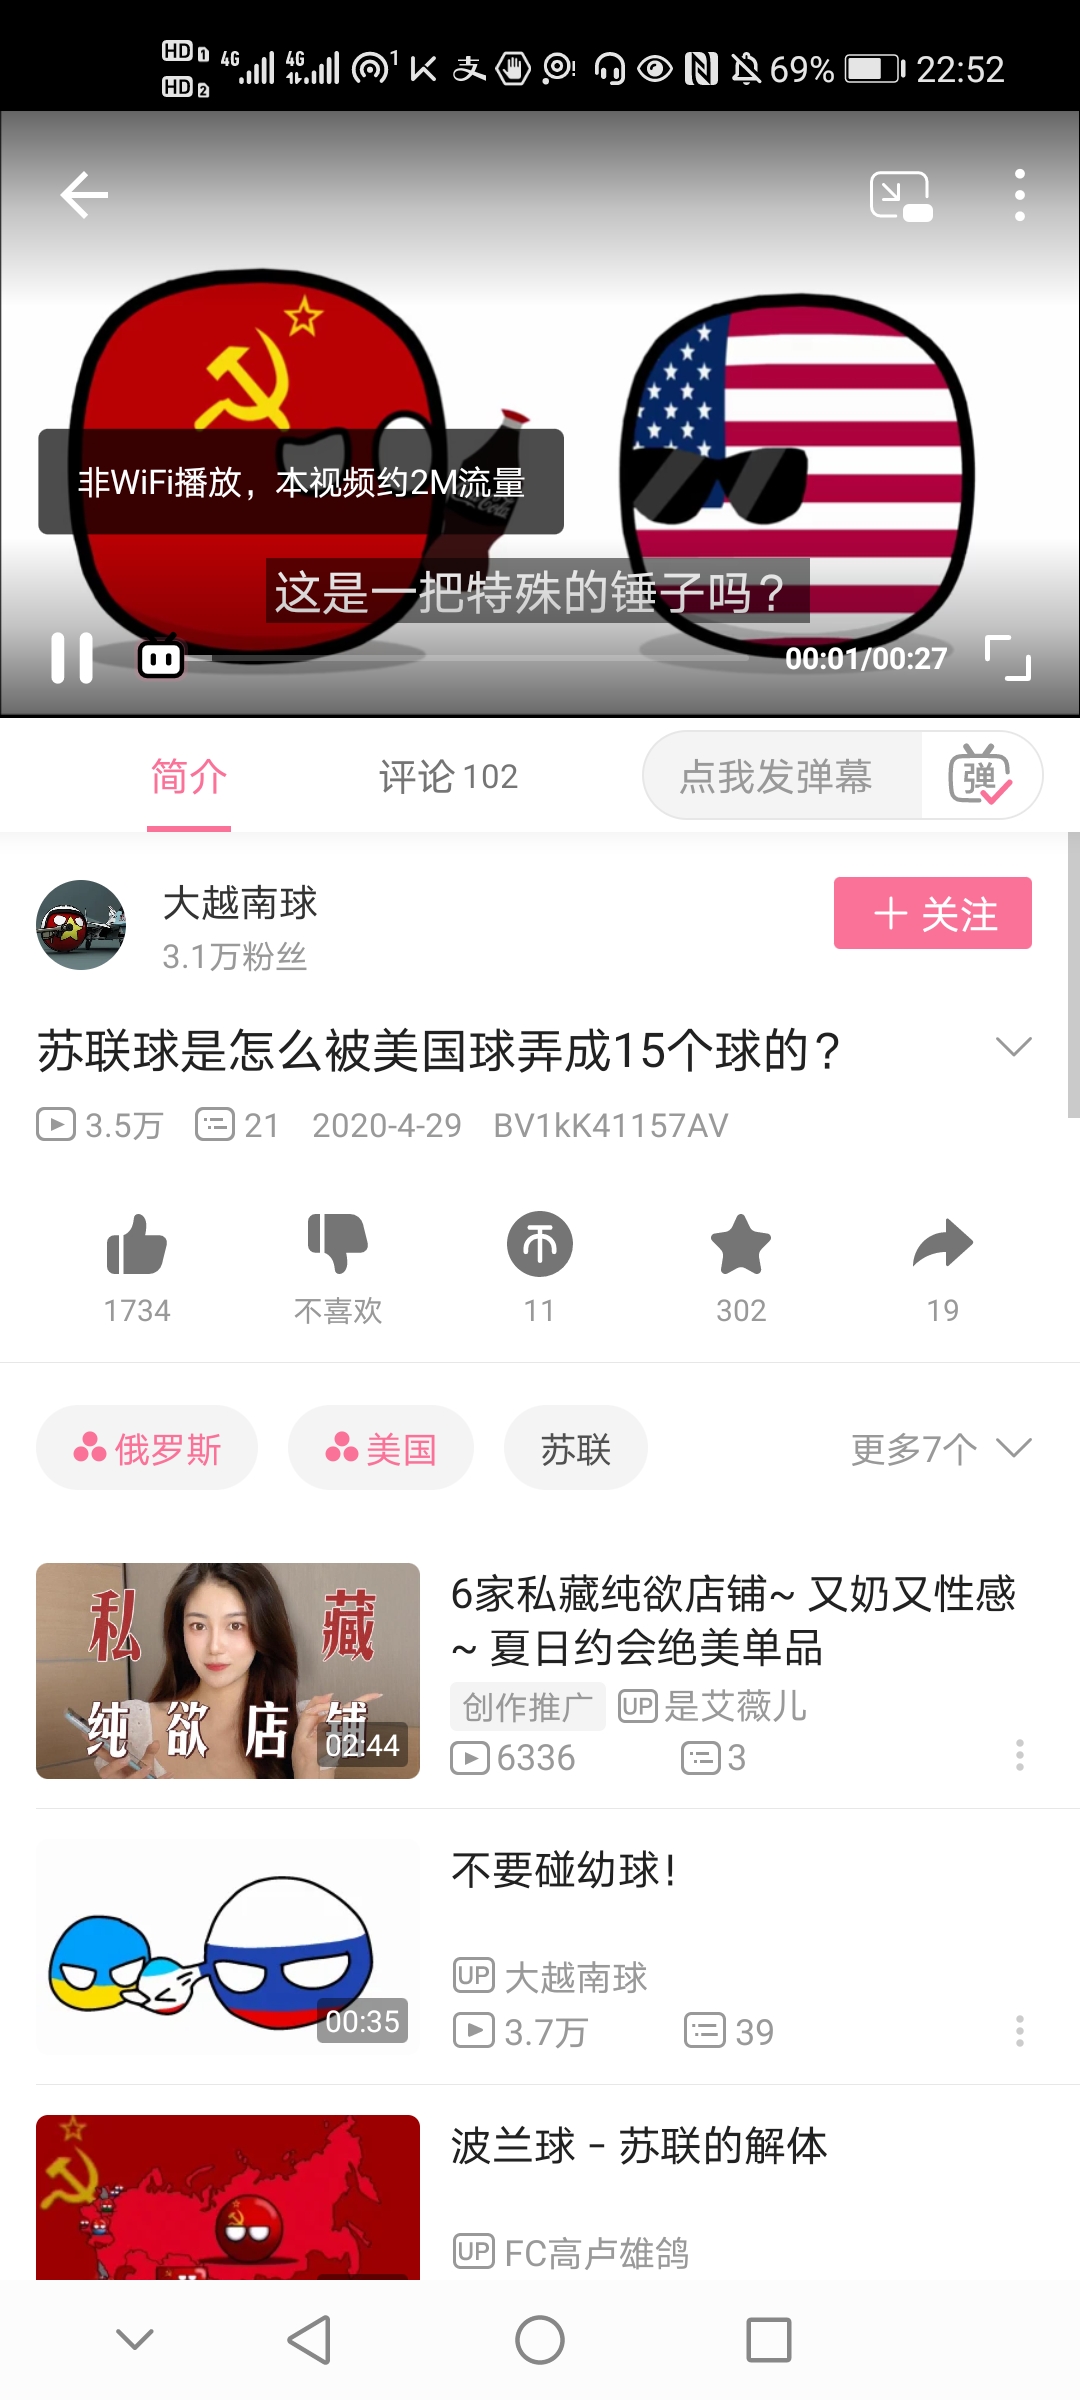 HD 1 4G 4G 1 支 69% 22:52
HD 2
非WiFi播放，本视频约2M流量
Coca-Cola
这是一把特殊的锤子吗？
00:01/00:27
简介 评论 102 点我发弹幕 弹
大越南球
3.1万粉丝
＋关注
苏联球是怎么被美国球弄成15个球的？
3.5万 21 2020-4-29 BV1kK41157AV
1734 不喜欢 11 302 19
俄罗斯 美国 苏联 更多7个
私藏
纯欲店铺
02:44
6家私藏纯欲店铺~ 又奶又性感
~ 夏日约会绝美单品
创作推广 UP 是艾薇儿
6336 3
00:35
不要碰幼球！
UP 大越南球
3.7万 39
波兰球 - 苏联的解体
UP FC高卢雄鸽